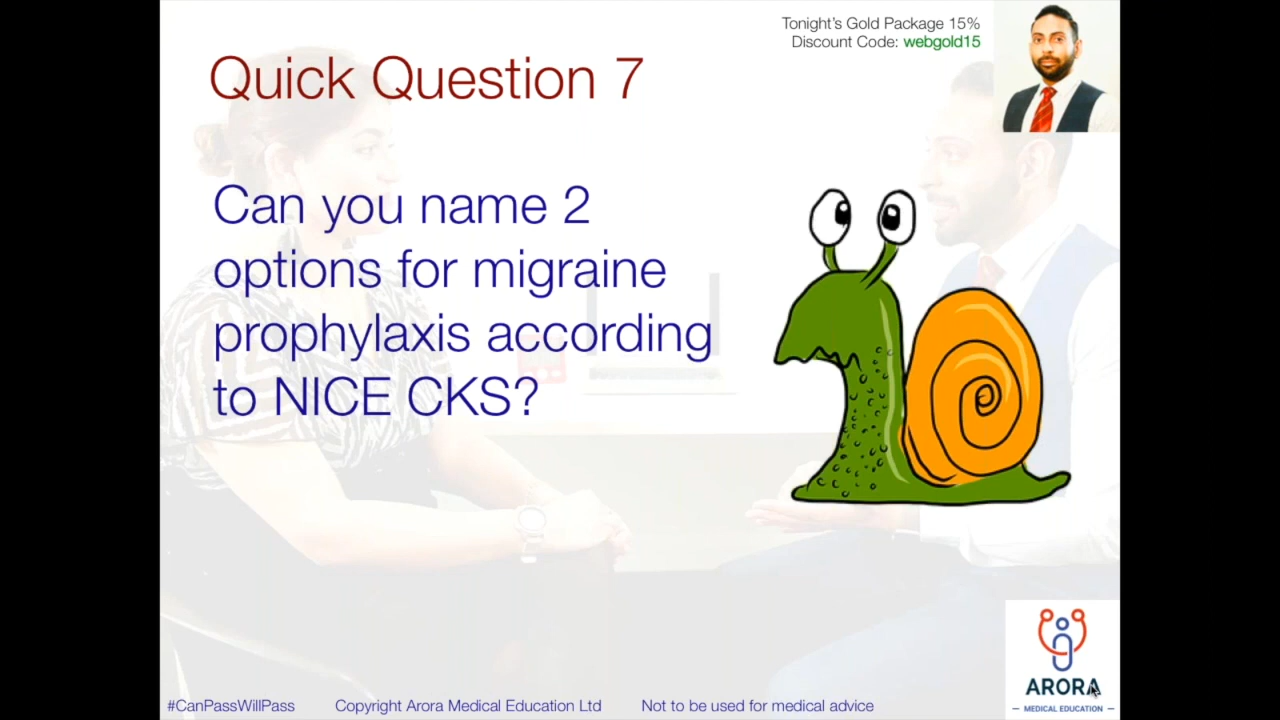 Tonight's Gold Package 15%
Discount Code: webgold15
Quick Question 7
Can you name 2
options for migraine
prophylaxis according
to NICE CKS?
ARORA
MEDICAL EDUCATION
#CanPassWillPass Copyright Arora Medical Education Ltd Not to be used for medical advice